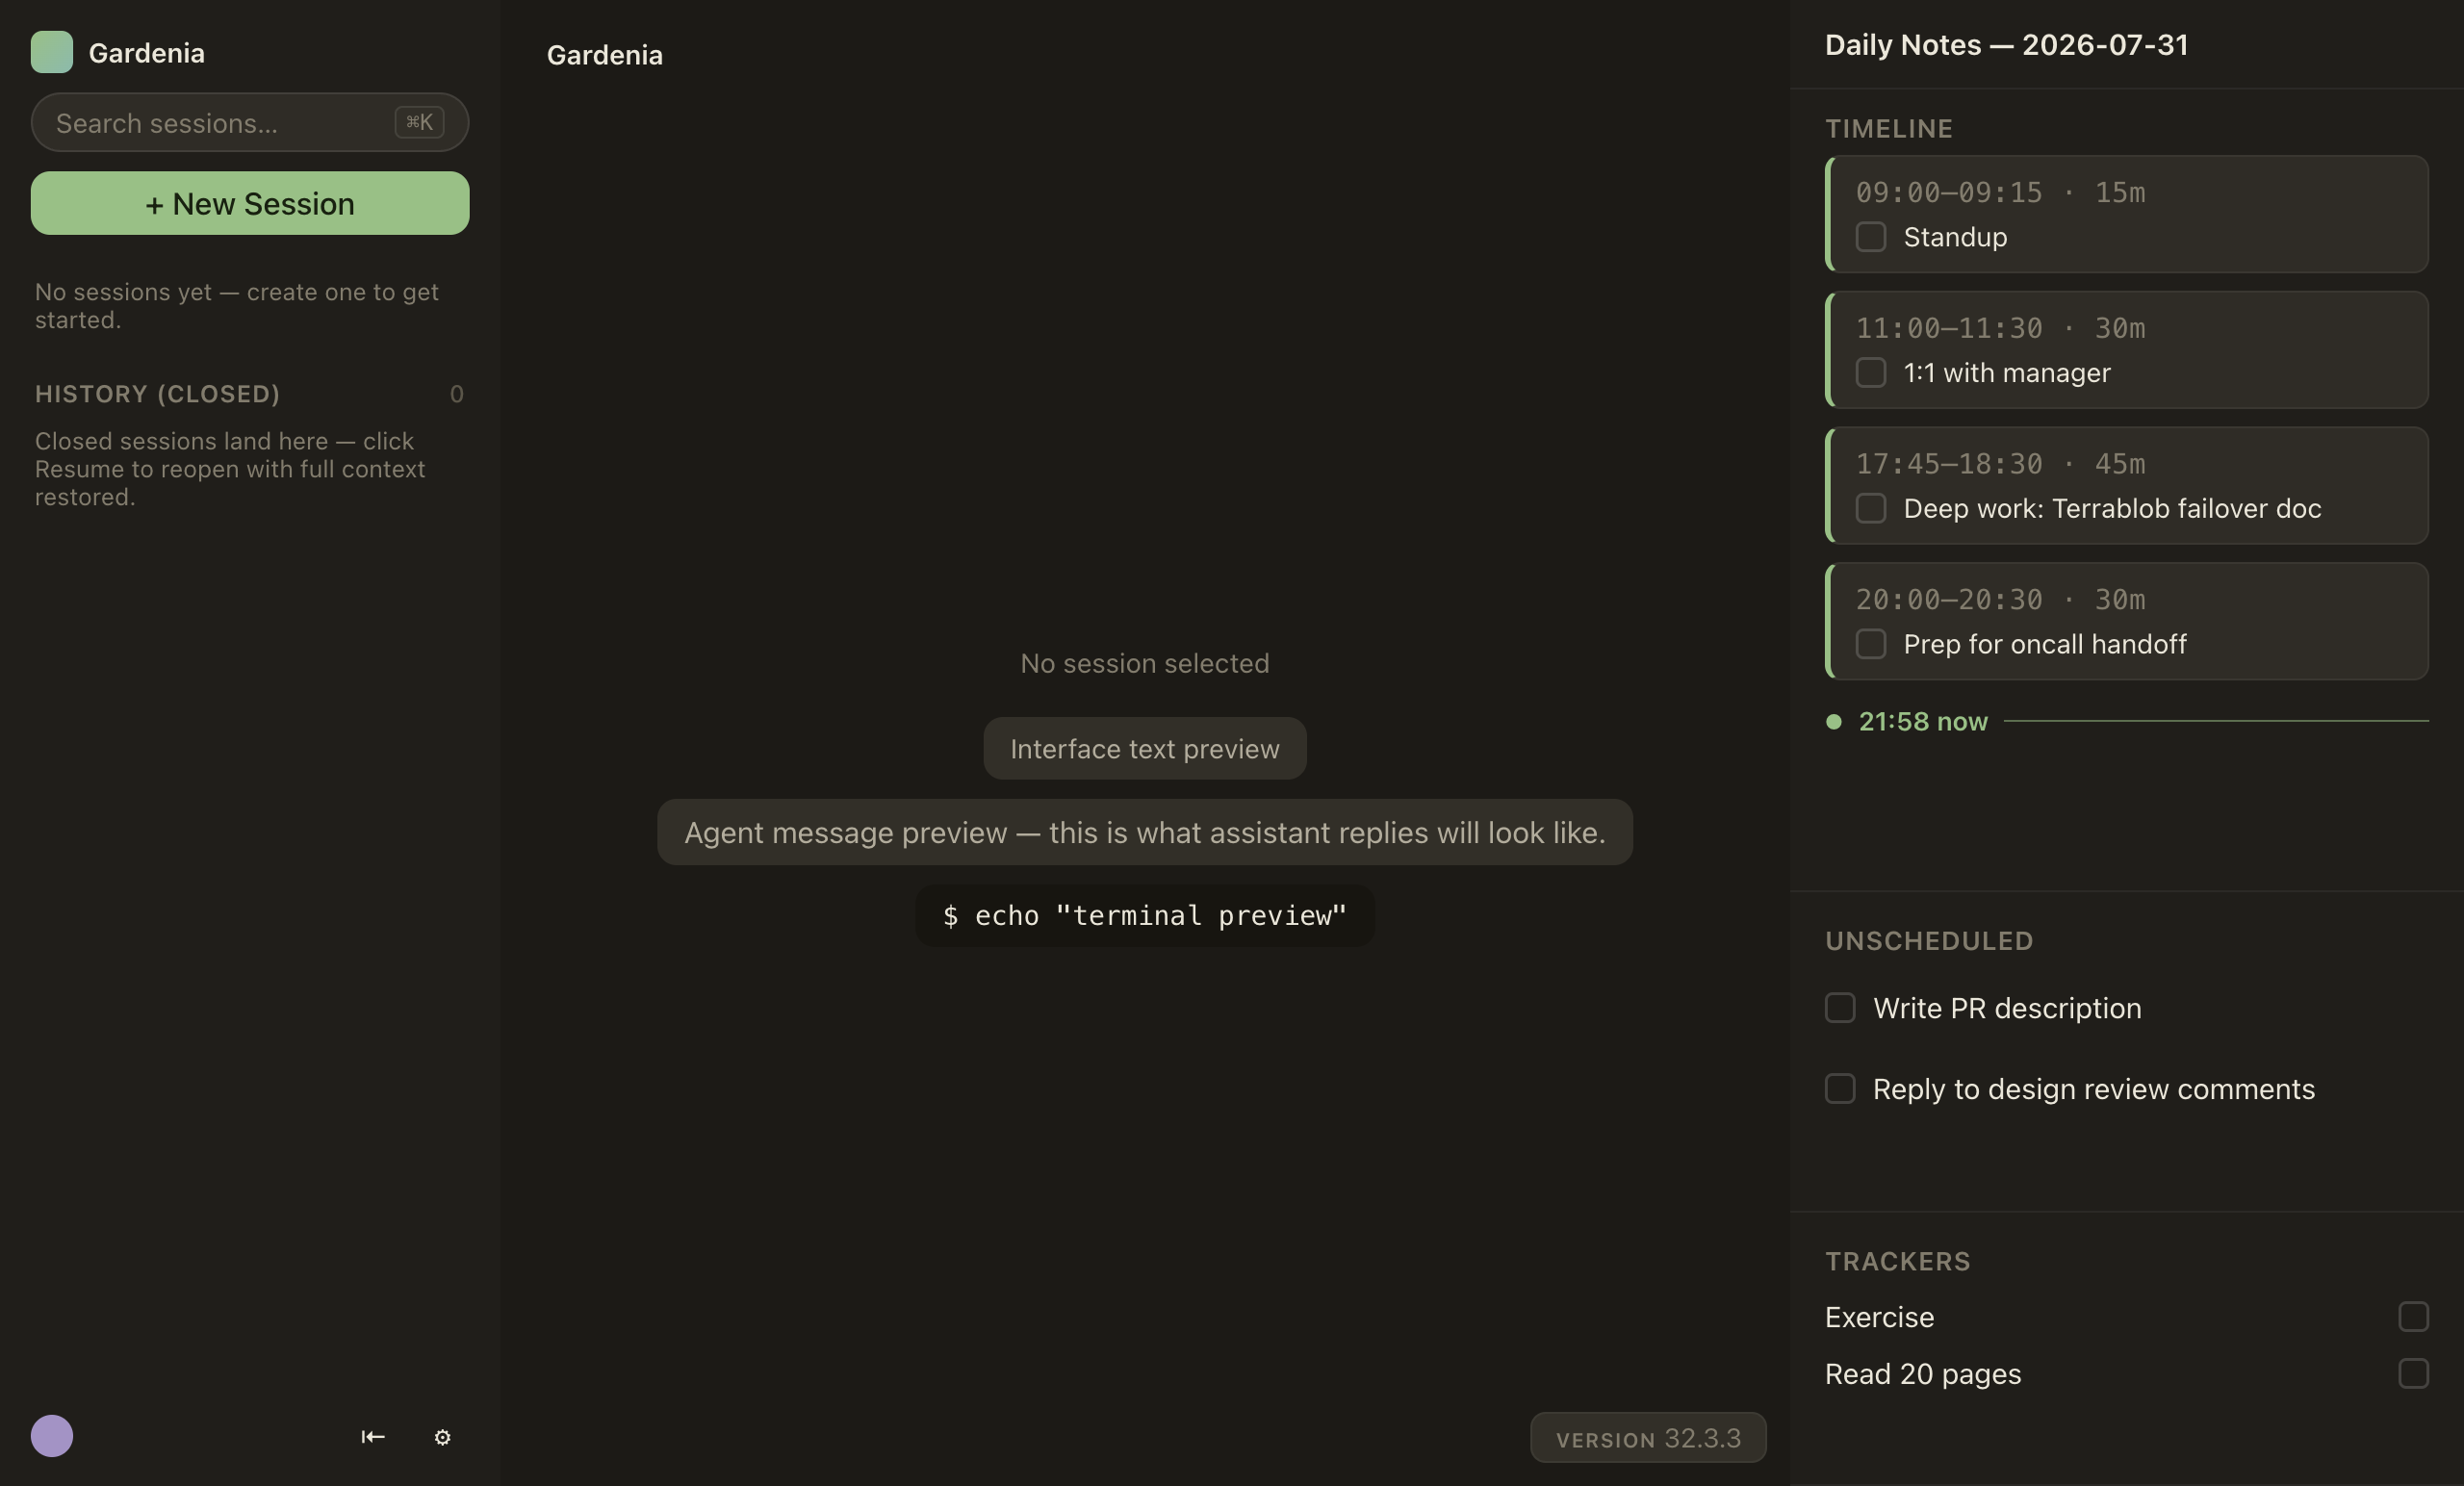 Gardenia
Search sessions...
⌘K
+ New Session
No sessions yet — create one to get
started.
HISTORY (CLOSED)
0
Closed sessions land here — click
Resume to reopen with full context
restored.
Gardenia
No session selected
Interface text preview
Agent message preview — this is what assistant replies will look like.
$ echo "terminal preview"
VERSION 32.3.3
Daily Notes — 2026-07-31
TIMELINE
09:00–09:15 · 15m
Standup
11:00–11:30 · 30m
1:1 with manager
17:45–18:30 · 45m
Deep work: Terrablob failover doc
20:00–20:30 · 30m
Prep for oncall handoff
21:58 now
UNSCHEDULED
Write PR description
Reply to design review comments
TRACKERS
Exercise
Read 20 pages